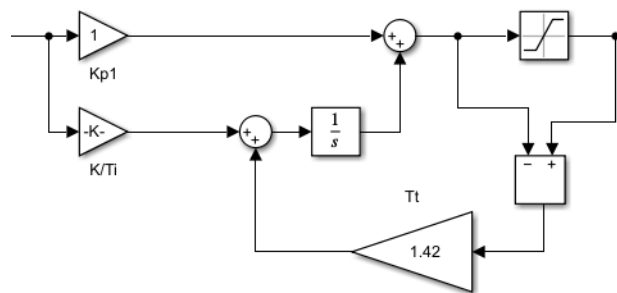 1
Kp1
+
+
-K-
K/Ti
+
+
1
s
− +
Tt
1.42